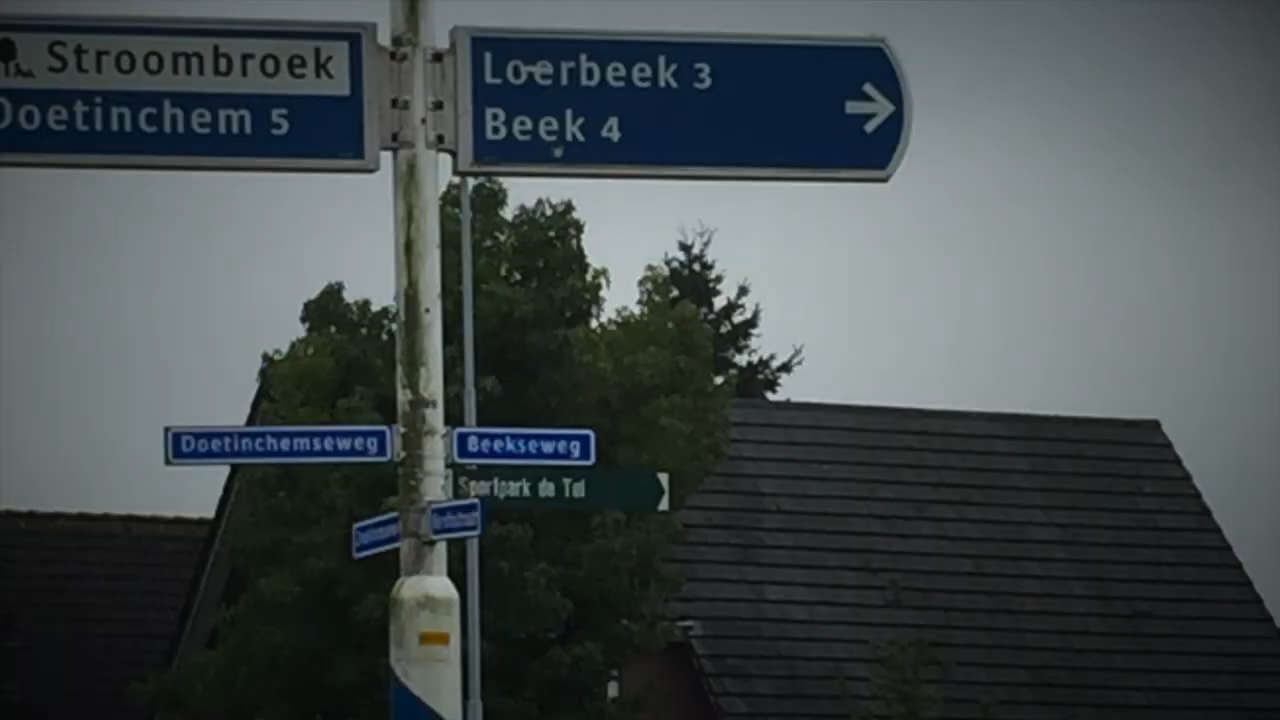 Stroombroek
Doetinchem 5
Loerbeek 3
Beek 4
Doetinchemseweg
Beekseweg
Sportpark de Tol